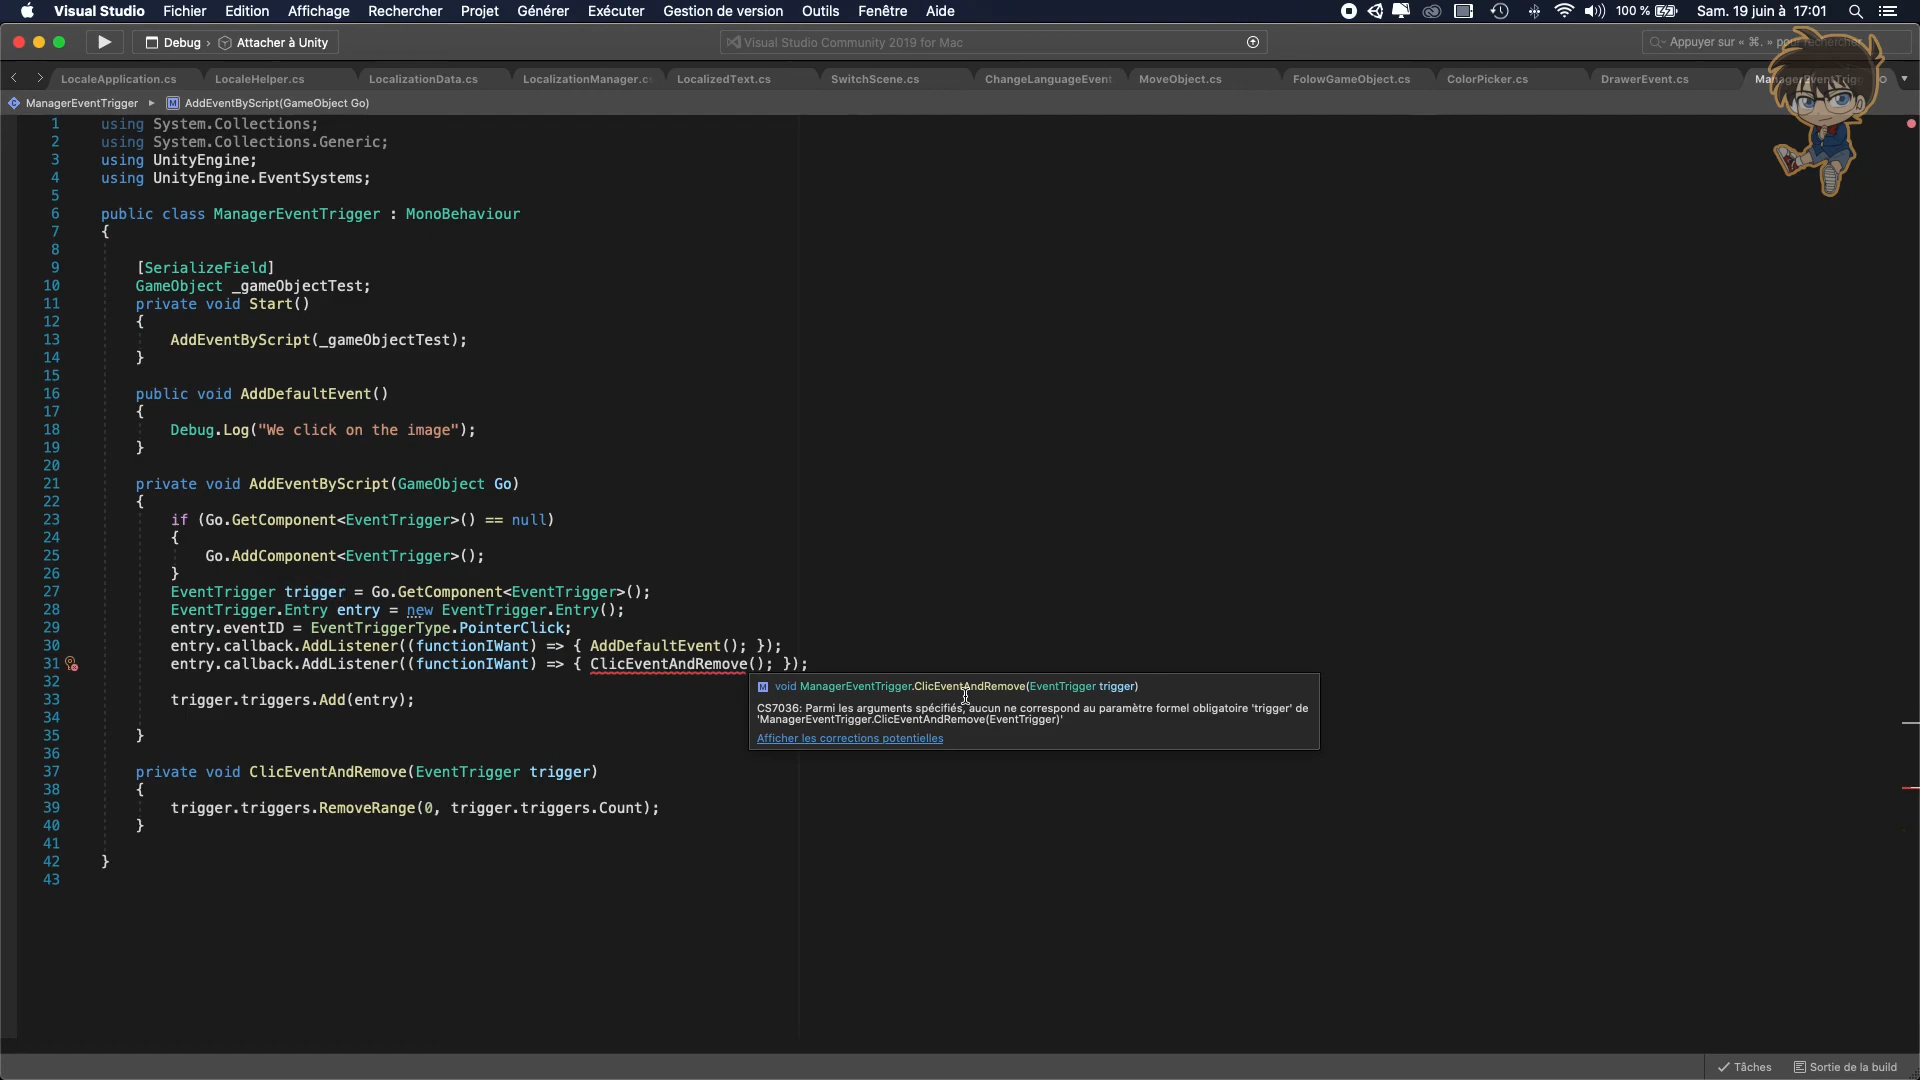 Visual Studio Fichier Edition Affichage Rechercher Projet Générer Exécuter Gestion de version Outils Fenêtre Aide 100 % Sam. 19 juin à 17:01
Debug › Attacher à Unity
Visual Studio Community 2019 for Mac
Appuyer sur « ⌘. » pour rechercher
LocaleApplication.cs LocaleHelper.cs LocalizationData.cs LocalizationManager.c LocalizedText.cs SwitchScene.cs ChangeLanguageEvent MoveObject.cs FolowGameObject.cs ColorPicker.cs DrawerEvent.cs ManagerEventTrig
ManagerEventTrigger ▸ M AddEventByScript(GameObject Go)
1 using System.Collections;
2 using System.Collections.Generic;
3 using UnityEngine;
4 using UnityEngine.EventSystems;
5
6 public class ManagerEventTrigger : MonoBehaviour
7 {
8
9 [SerializeField]
10 GameObject _gameObjectTest;
11 private void Start()
12 {
13 AddEventByScript(_gameObjectTest);
14 }
15
16 public void AddDefaultEvent()
17 {
18 Debug.Log("We click on the image");
19 }
20
21 private void AddEventByScript(GameObject Go)
22 {
23 if (Go.GetComponent<EventTrigger>() == null)
24 {
25 Go.AddComponent<EventTrigger>();
26 }
27 EventTrigger trigger = Go.GetComponent<EventTrigger>();
28 EventTrigger.Entry entry = new EventTrigger.Entry();
29 entry.eventID = EventTriggerType.PointerClick;
30 entry.callback.AddListener((functionIWant) => { AddDefaultEvent(); });
31 entry.callback.AddListener((functionIWant) => { ClicEventAndRemove(); });
32
33 trigger.triggers.Add(entry);
34
35 }
36
37 private void ClicEventAndRemove(EventTrigger trigger)
38 {
39 trigger.triggers.RemoveRange(0, trigger.triggers.Count);
40 }
41
42 }
43
M void ManagerEventTrigger.ClicEventAndRemove(EventTrigger trigger)
CS7036: Parmi les arguments spécifiés, aucun ne correspond au paramètre formel obligatoire 'trigger' de
'ManagerEventTrigger.ClicEventAndRemove(EventTrigger)'
Afficher les corrections potentielles
Tâches Sortie de la build